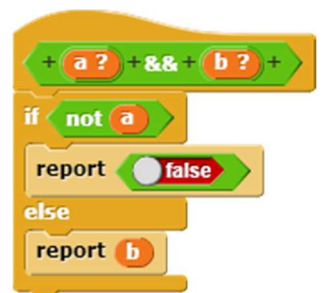 + a ? + && + b ? +
if not a
report false
else
report b